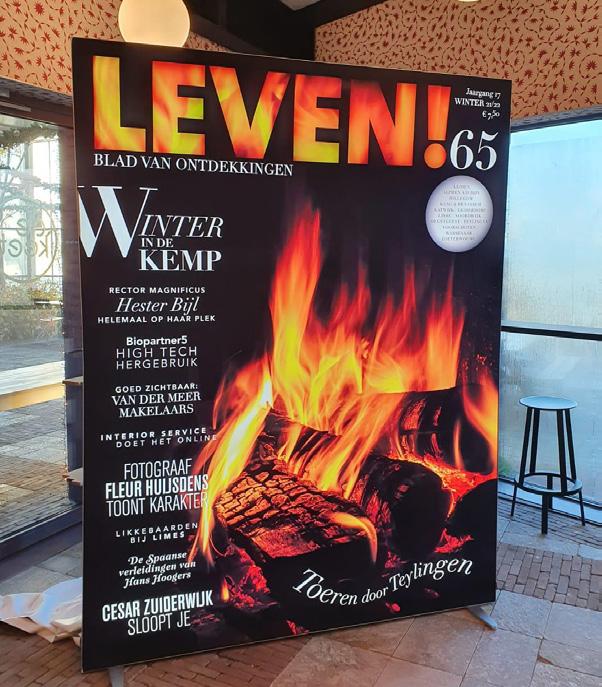 LEVEN!
BLAD VAN ONTDEKKINGEN
Jaargang 17
WINTER 21/22
€ 7,50
65
WINTER
IN DE
KEMP
RECTOR MAGNIFICUS
Hester Bijl
HELEMAAL OP HAAR PLEK
Biopartner5
HIGH TECH
HERGEBRUIK
GOED ZICHTBAAR:
VAN DER MEER
MAKELAARS
INTERIOR SERVICE
DOET HET ONLINE
FOTOGRAAF
FLEUR HUIJSDENS
TOONT KARAKTER
LIKKEBAARDEN
BIJ LIMES
De Spaanse
verleidingen van
Hans Hoogers
CESAR ZUIDERWIJK
SLOOPT JE
Toeren door Teylingen